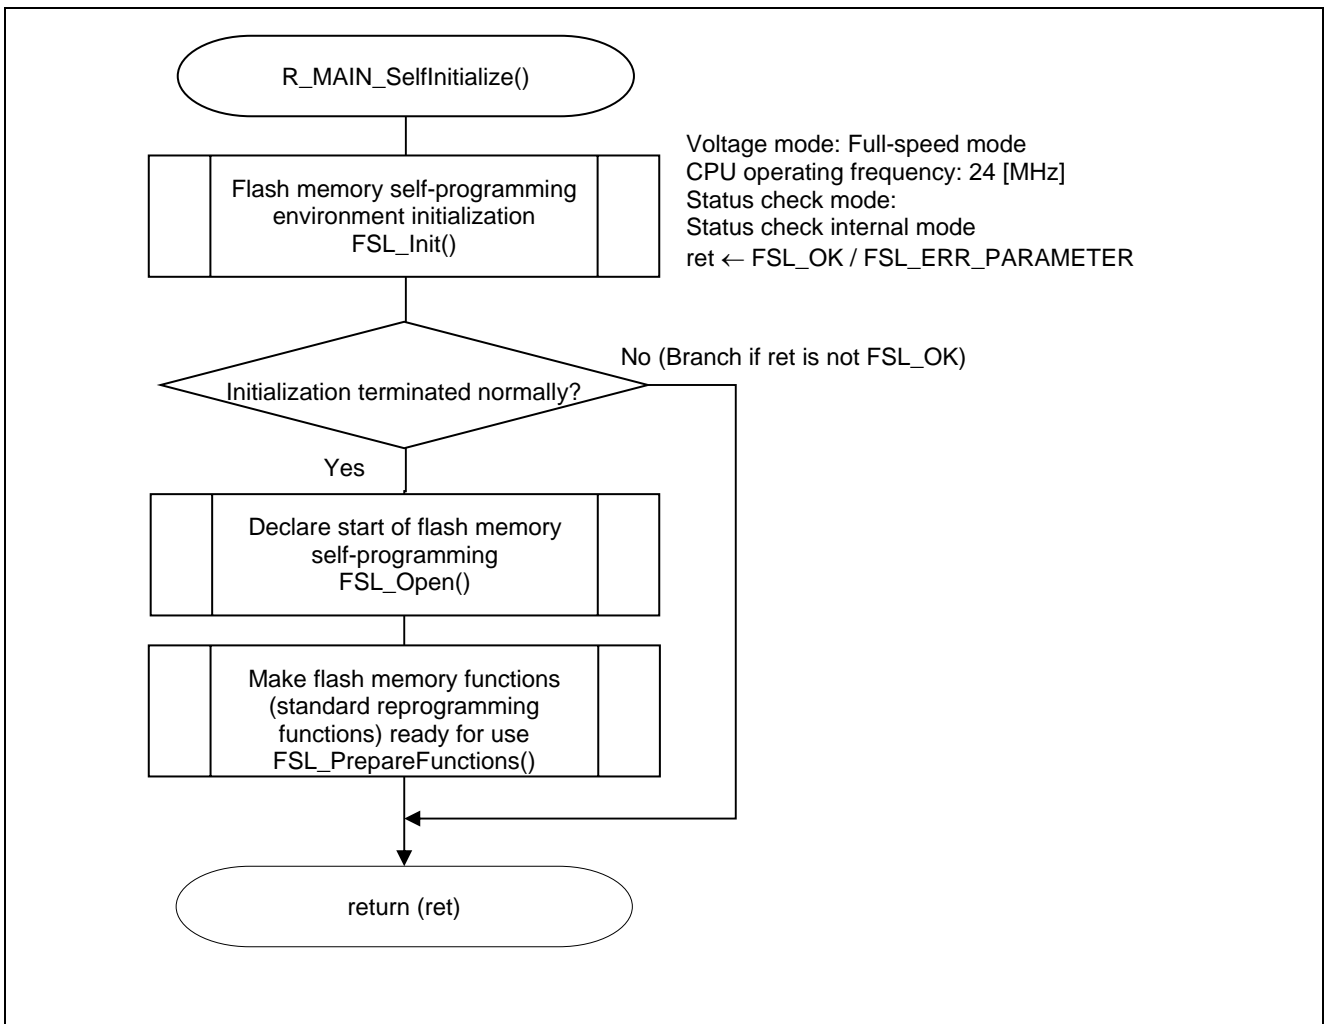 R_MAIN_SelfInitialize()
Flash memory self-programming
environment initialization
FSL_Init()
Voltage mode: Full-speed mode
CPU operating frequency: 24 [MHz]
Status check mode:
Status check internal mode
ret ← FSL_OK / FSL_ERR_PARAMETER
No (Branch if ret is not FSL_OK)
Initialization terminated normally?
Yes
Declare start of flash memory
self-programming
FSL_Open()
Make flash memory functions
(standard reprogramming
functions) ready for use
FSL_PrepareFunctions()
return (ret)